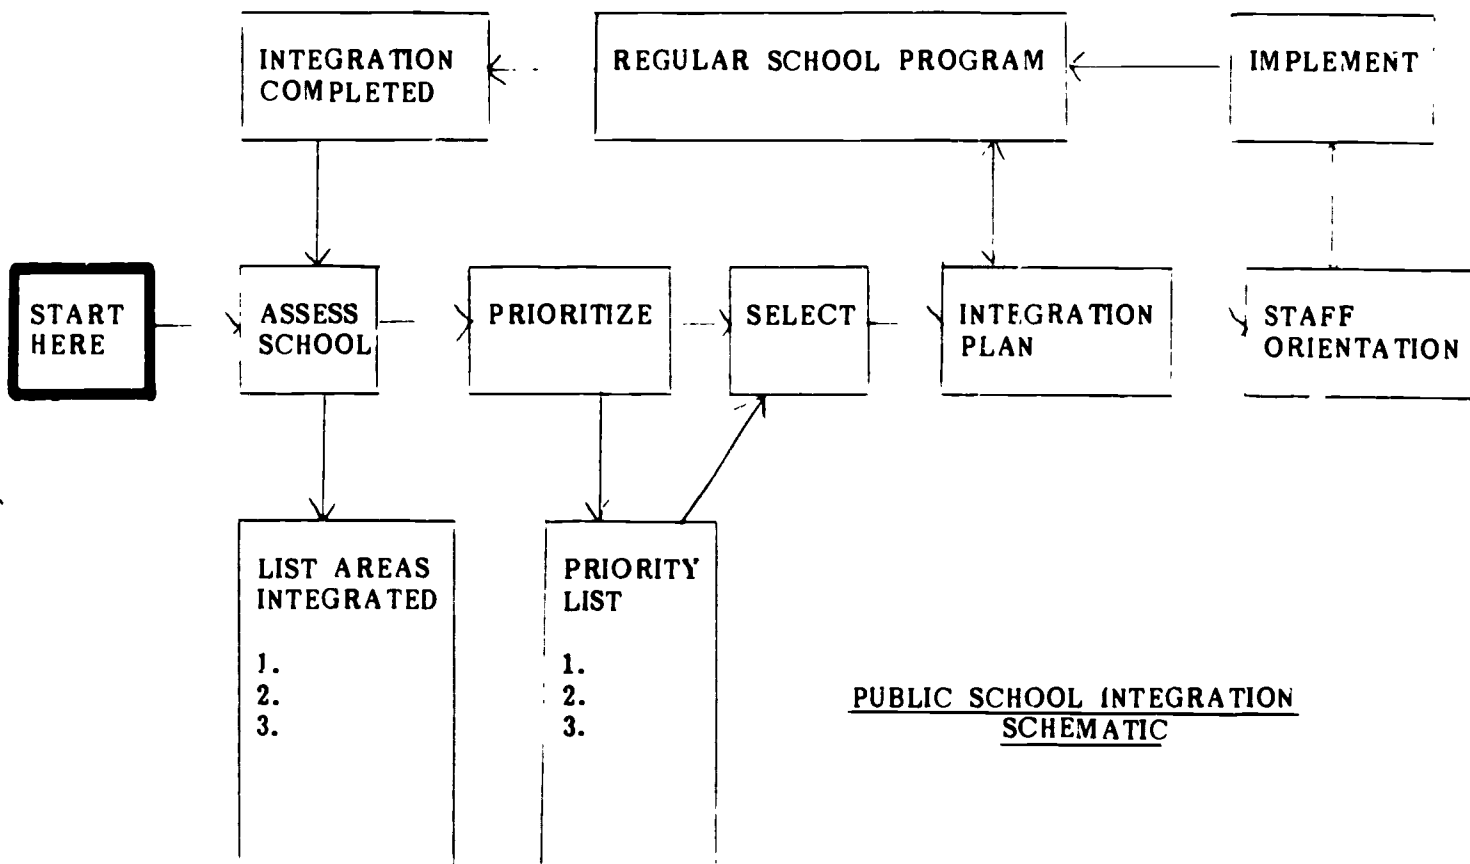 INTEGRATION
COMPLETED
REGULAR SCHOOL PROGRAM
IMPLEMENT
START
HERE
ASSESS
SCHOOL
PRIORITIZE
SELECT
INTEGRATION
PLAN
STAFF
ORIENTATION
LIST AREAS
INTEGRATED
1.
2.
3.
PRIORITY
LIST
1.
2.
3.
PUBLIC SCHOOL INTEGRATION
SCHEMATIC